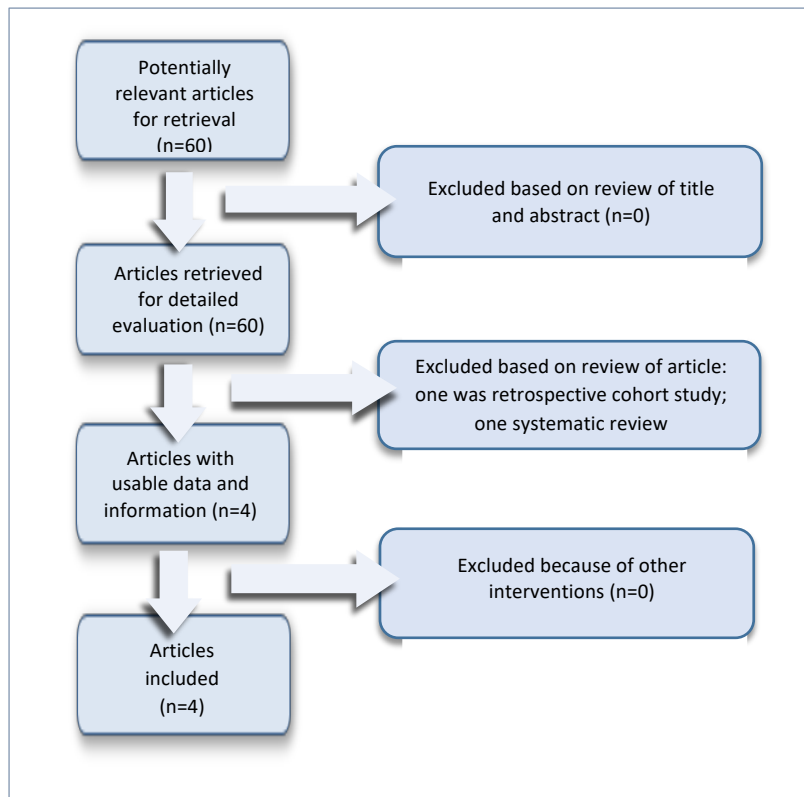 Potentially
relevant articles
for retrieval
(n=60)
Excluded based on review of title
and abstract (n=0)
Articles retrieved
for detailed
evaluation (n=60)
Excluded based on review of article:
one was retrospective cohort study;
one systematic review
Articles with
usable data and
information (n=4)
Excluded because of other
interventions (n=0)
Articles
included
(n=4)